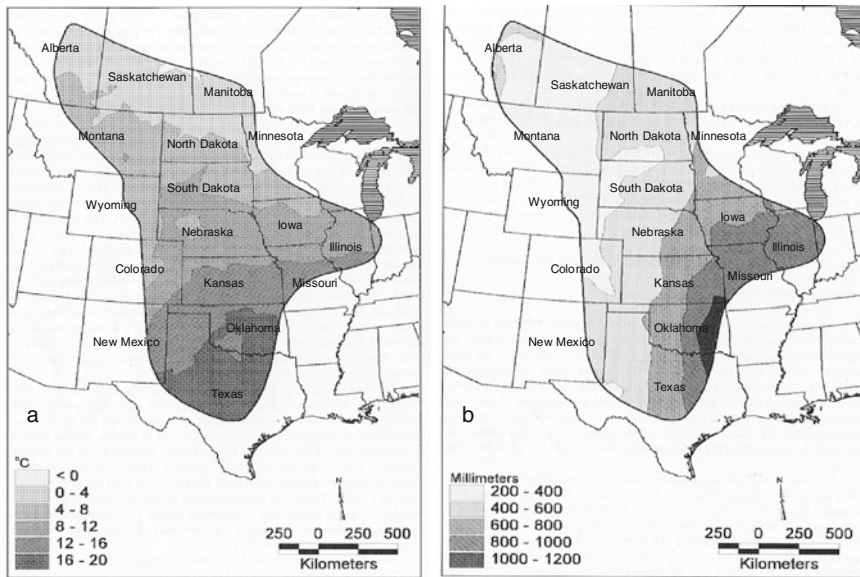 Alberta
Saskatchewan
Manitoba
Montana
North Dakota
Minnesota
South Dakota
Wyoming
Nebraska
Iowa
Illinois
Colorado
Kansas
Missouri
New Mexico
Oklahoma
Texas
a
°C
< 0
0 - 4
4 - 8
8 - 12
12 - 16
16 - 20
N
250 0 250 500
Kilometers
Alberta
Saskatchewan
Manitoba
Montana
North Dakota
Minnesota
South Dakota
Wyoming
Nebraska
Iowa
Illinois
Colorado
Kansas
Missouri
New Mexico
Oklahoma
Texas
b
Millimeters
200 - 400
400 - 600
600 - 800
800 - 1000
1000 - 1200
N
250 0 250 500
Kilometers